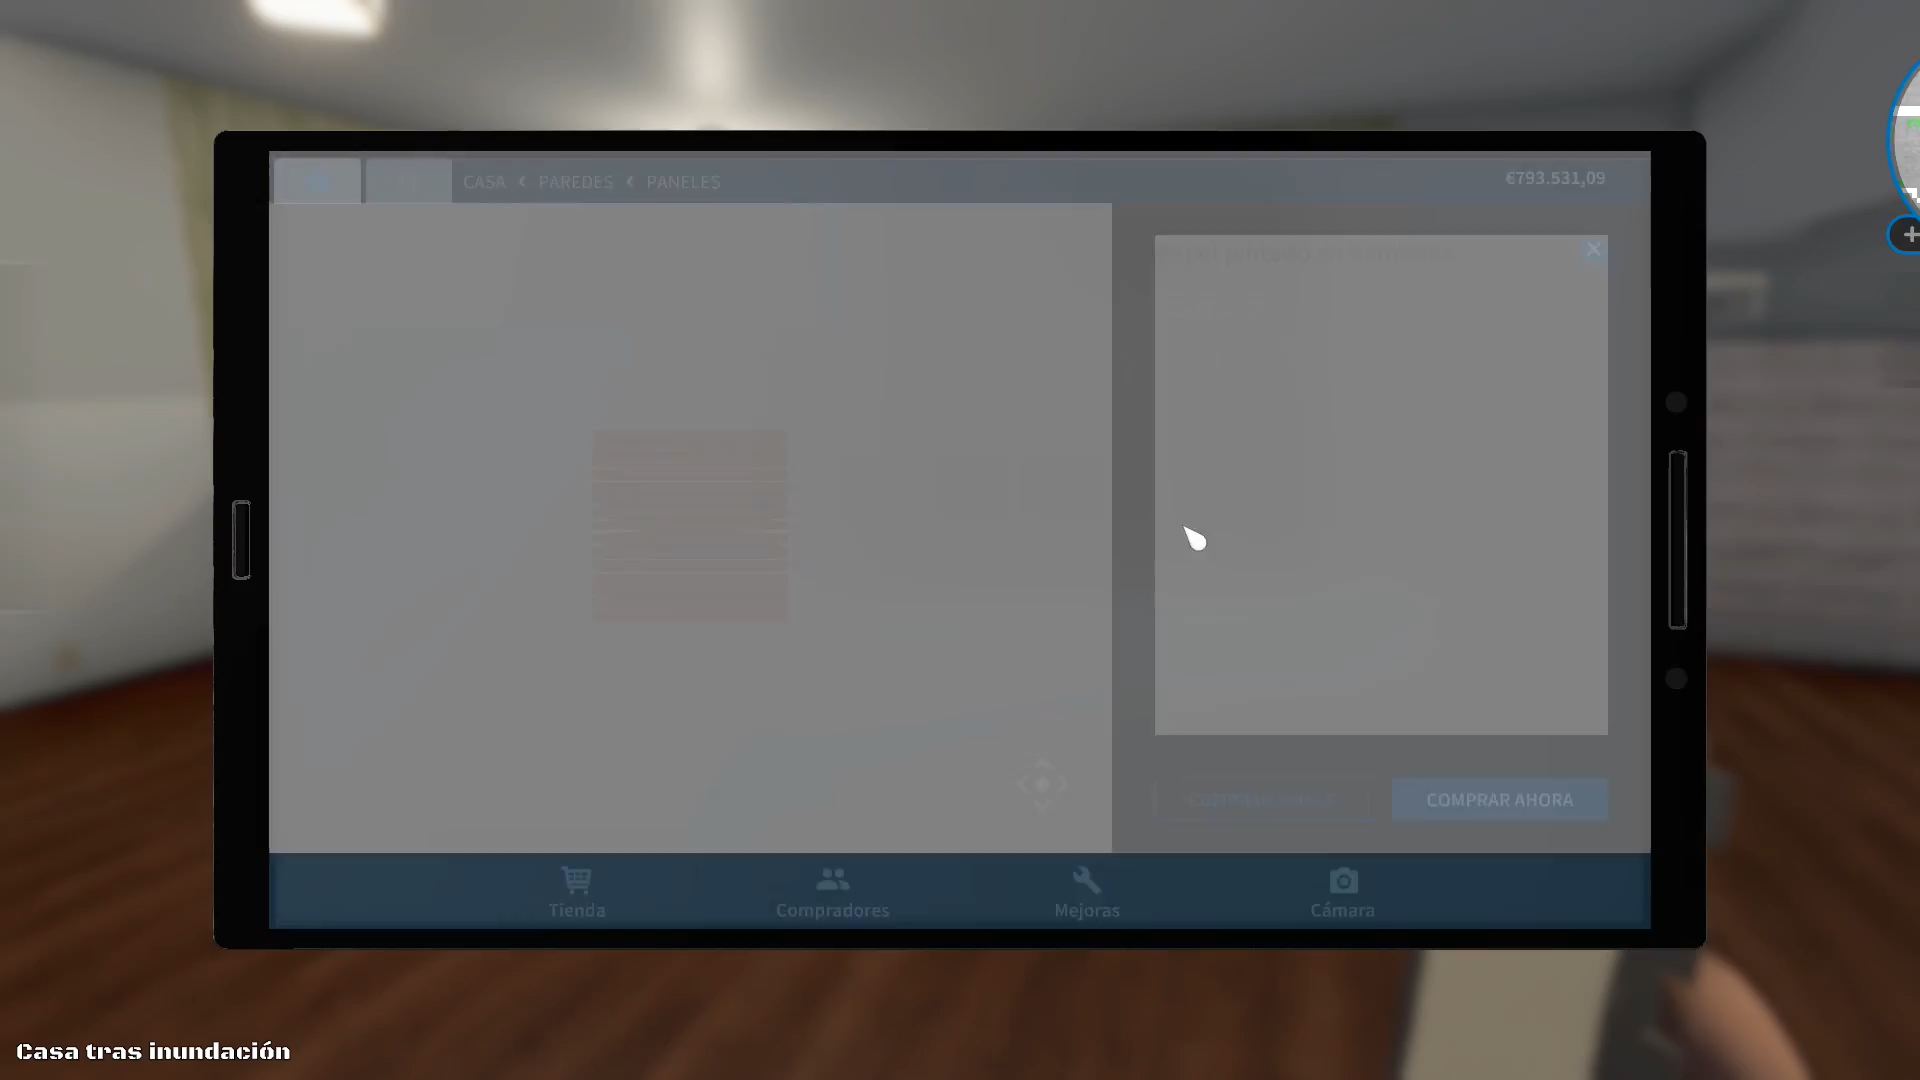 CASA ‹ PAREDES ‹ PANELES
€793.531,09
COMPRAR AHORA
Tienda
Compradores
Mejoras
Cámara
Casa tras inundación